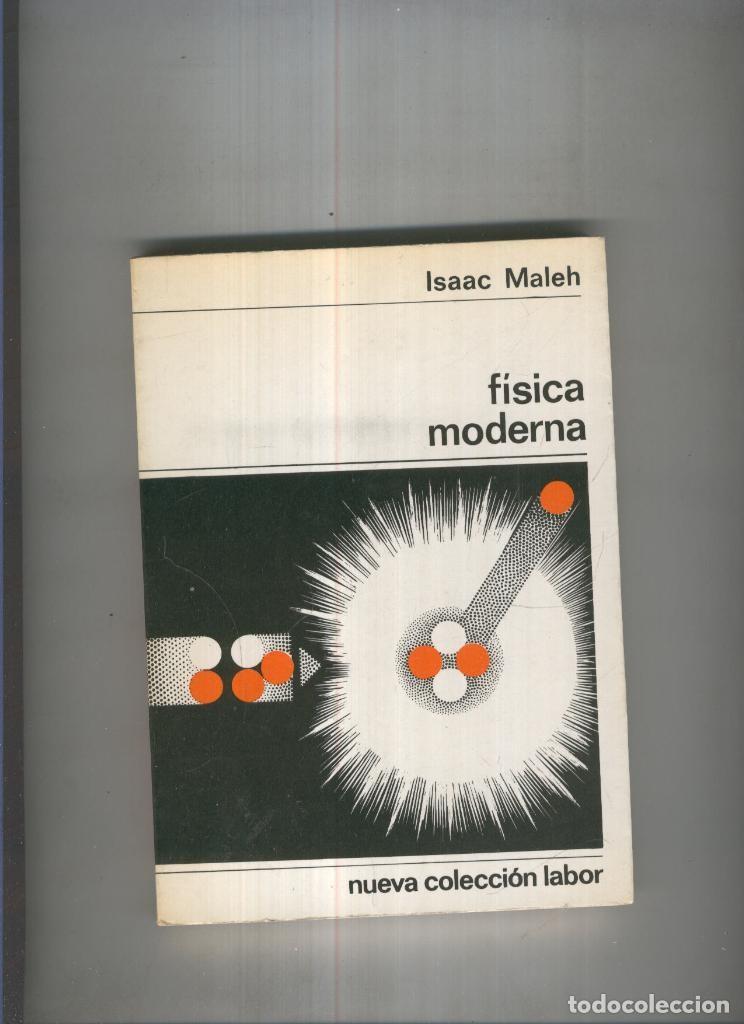 Isaac Maleh
física
moderna
nueva colección labor
todocoleccion